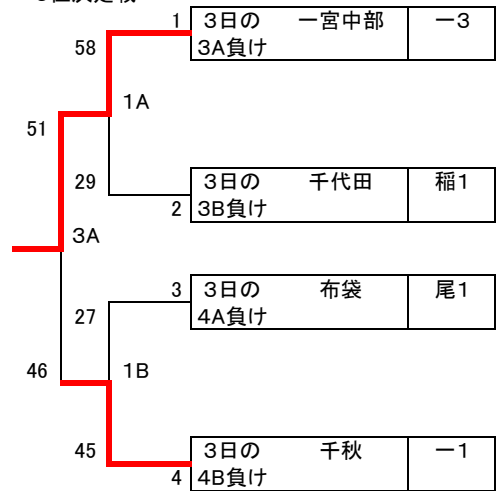 1 3日の 一宮中部 一3
58 3A負け
1A
51
29 3日の 千代田 稲1
2 3B負け
3A
3 3日の 布袋 尾1
27 4A負け
46 1B
45 3日の 千秋 一1
4 4B負け